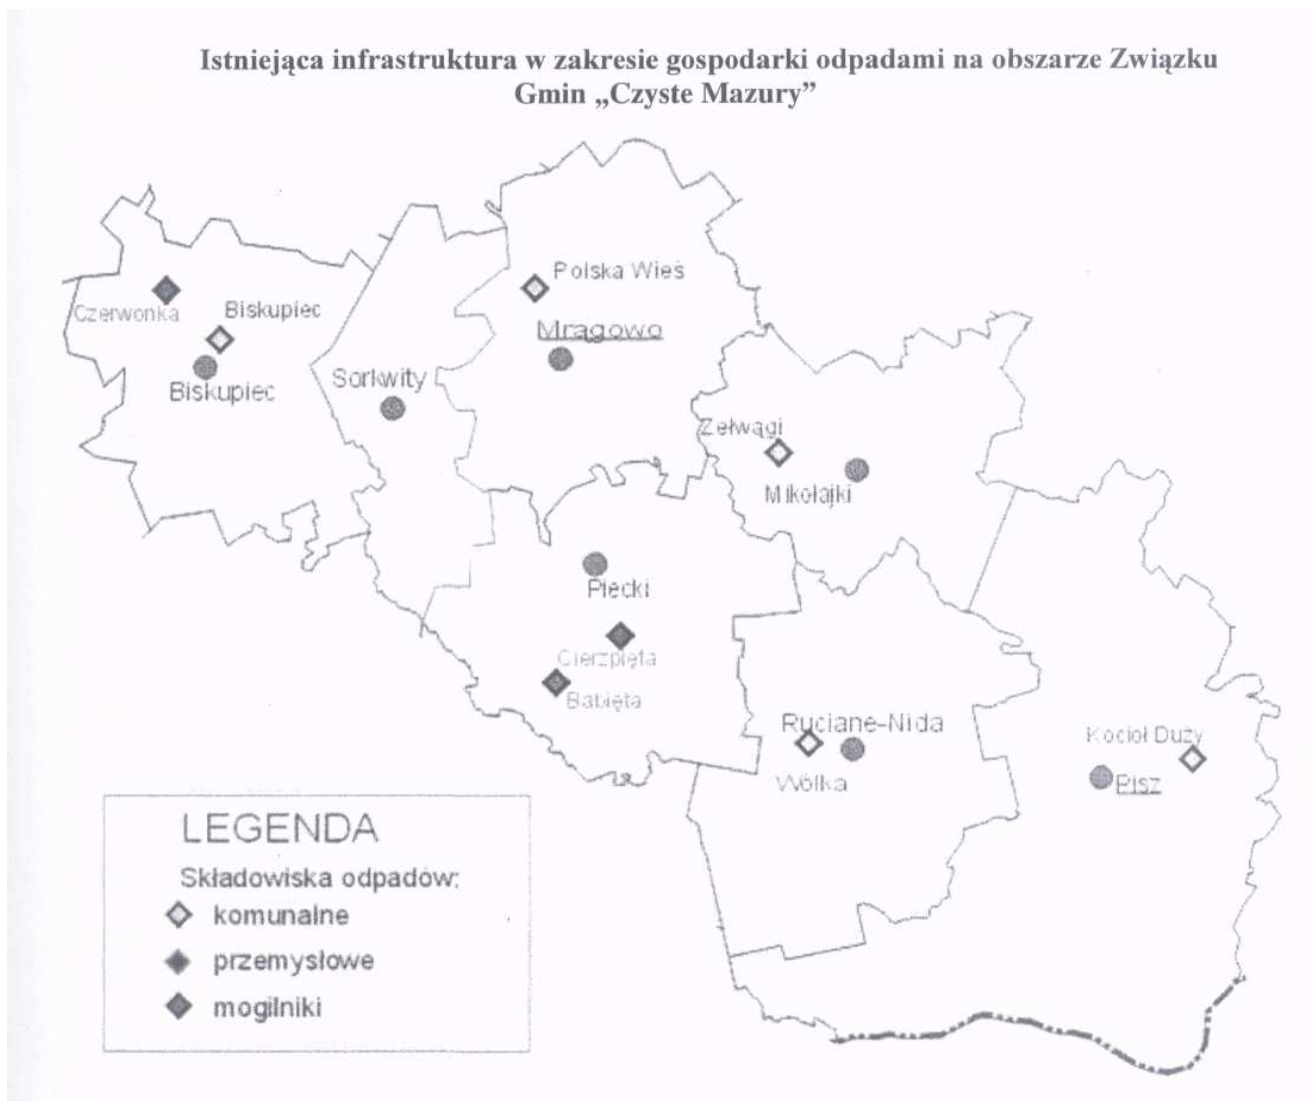 Istniejąca infrastruktura w zakresie gospodarki odpadami na obszarze Związku
Gmin „Czyste Mazury”
Polska Wieś
Czerwonka
Biskupiec
Mrągowo
Biskupiec
Sorkwity
Zełwągi
Mikołajki
Piecki
Cierzpięta
Babięta
Ruciane-Nida
Wólka
Kocioł Duży
Pisz
LEGENDA
Składowiska odpadów:
komunalne
przemysłowe
mogilniki